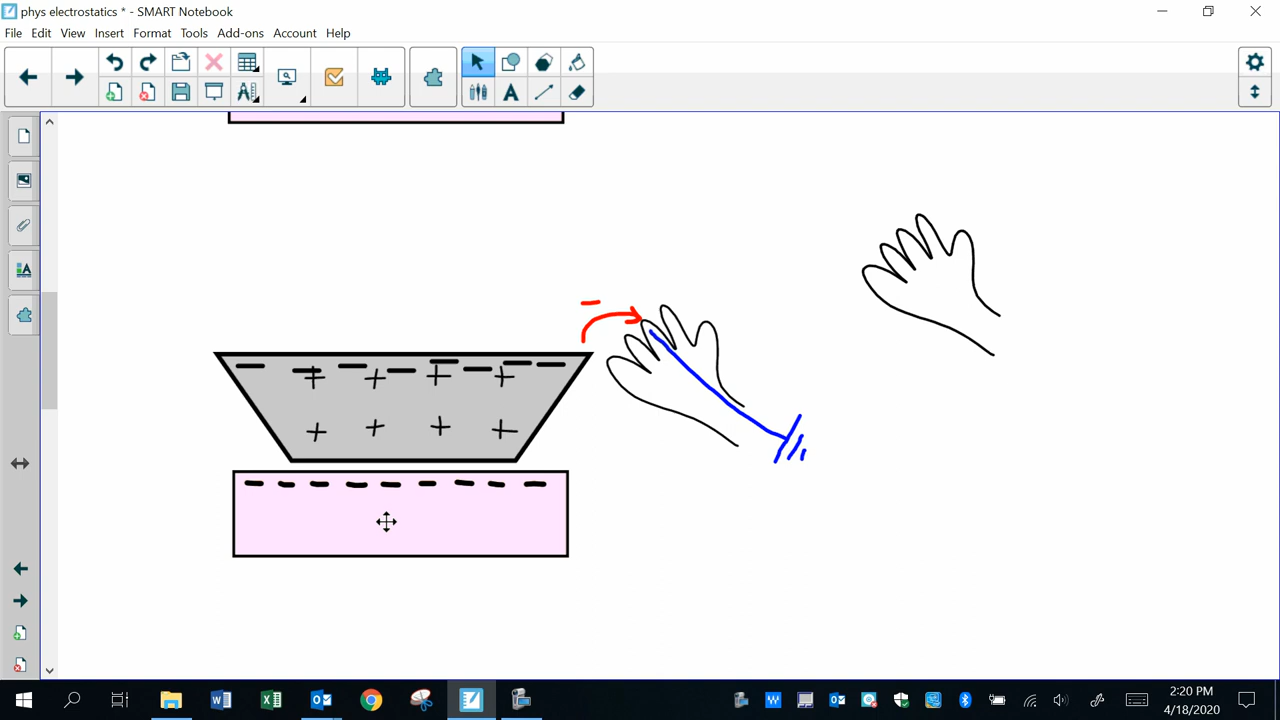 phys electrostatics * - SMART Notebook
File Edit View Insert Format Tools Add-ons Account Help
2:20 PM
4/18/2020